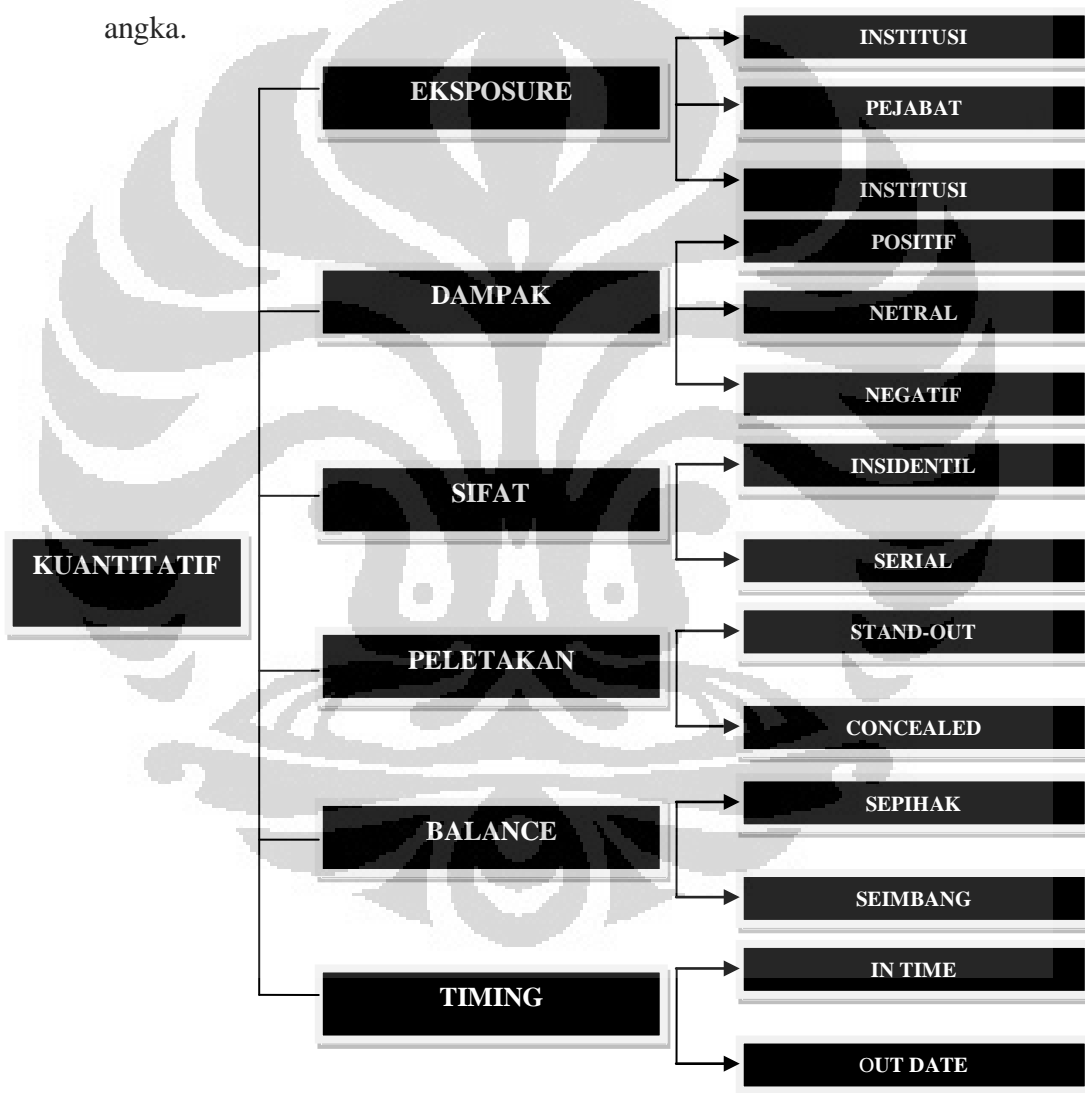 angka.
KUANTITATIF
EKSPOSURE
INSTITUSI
PEJABAT
INSTITUSI
DAMPAK
POSITIF
NETRAL
NEGATIF
SIFAT
INSIDENTIL
SERIAL
PELETAKAN
STAND-OUT
CONCEALED
BALANCE
SEPIHAK
SEIMBANG
TIMING
IN TIME
OUT DATE